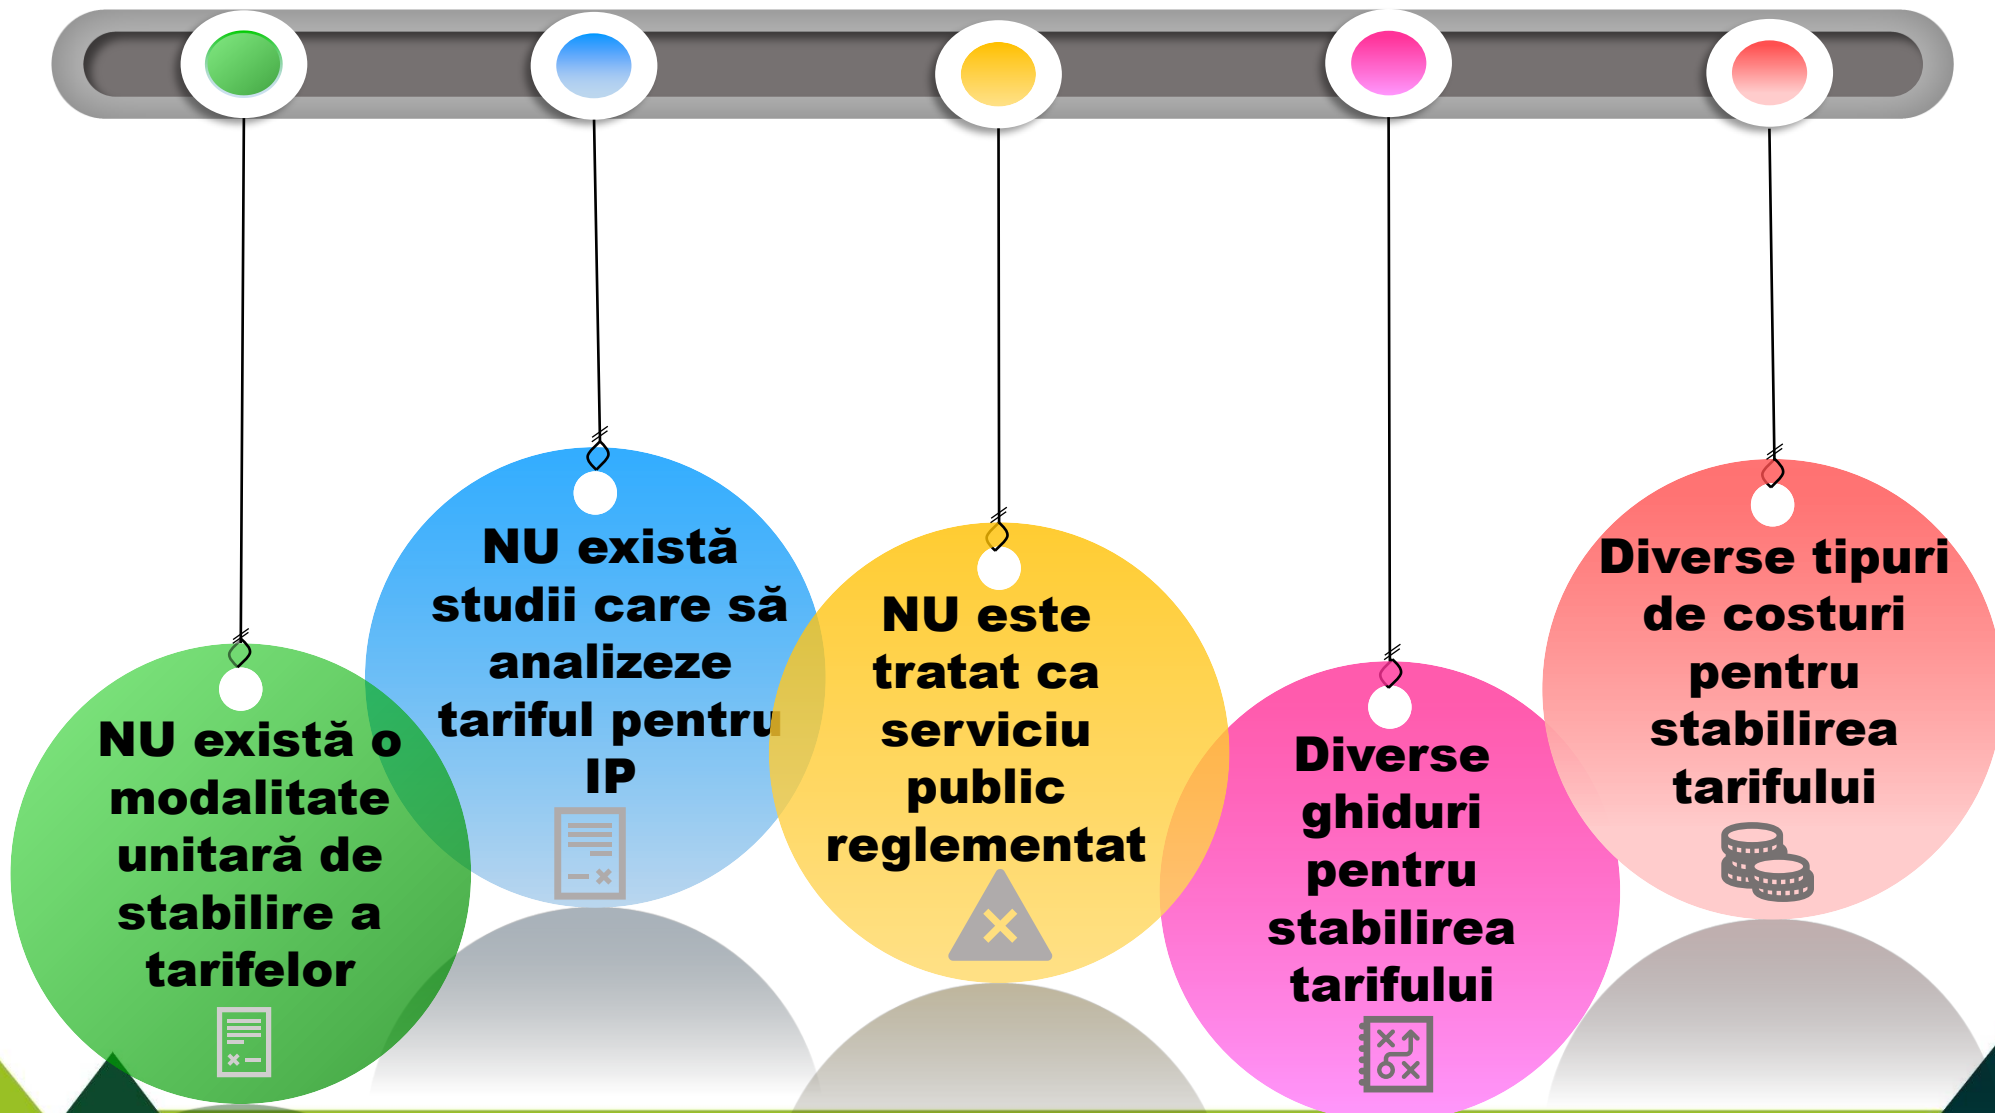 NU există o
modalitate
unitară de
stabilire a
tarifelor
NU există
studii care să
analizeze
tariful pentru
IP
NU este
tratat ca
serviciu
public
reglementat
Diverse
ghiduri
pentru
stabilirea
tarifului
Diverse tipuri
de costuri
pentru
stabilirea
tarifului